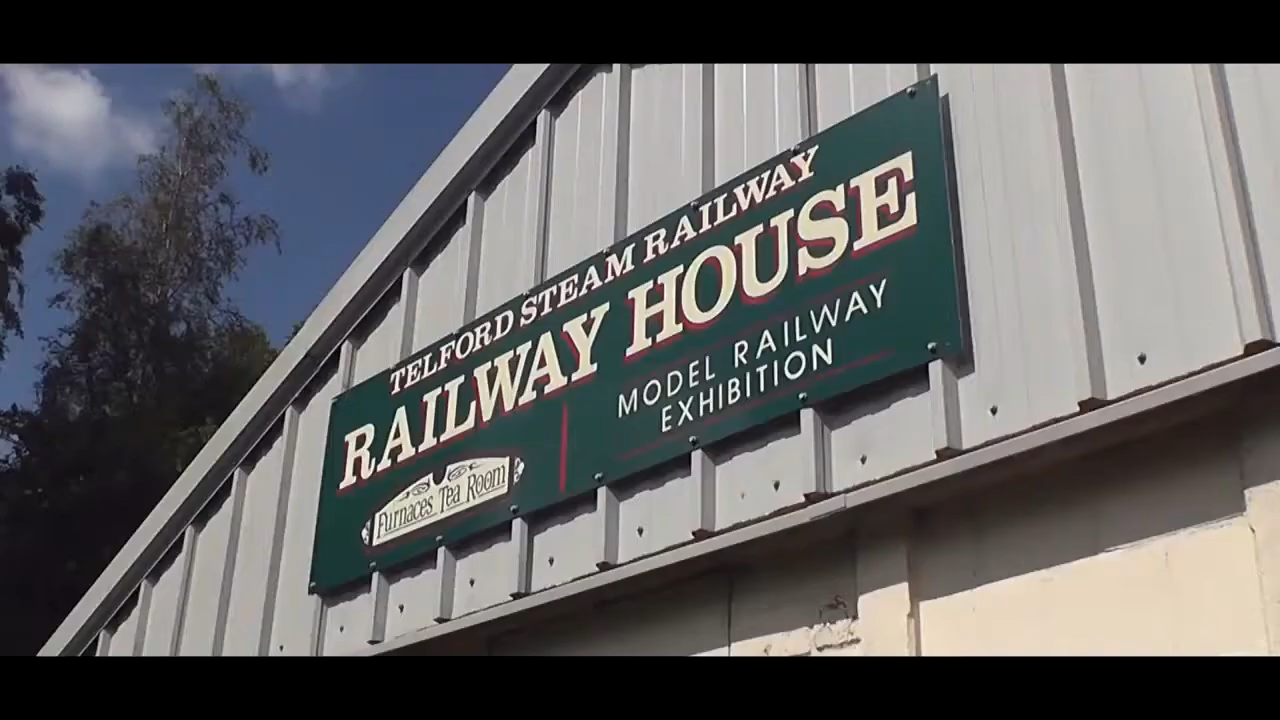 TELFORD STEAM RAILWAY
RAILWAY HOUSE
Furnaces Tea Room
MODEL RAILWAY
EXHIBITION